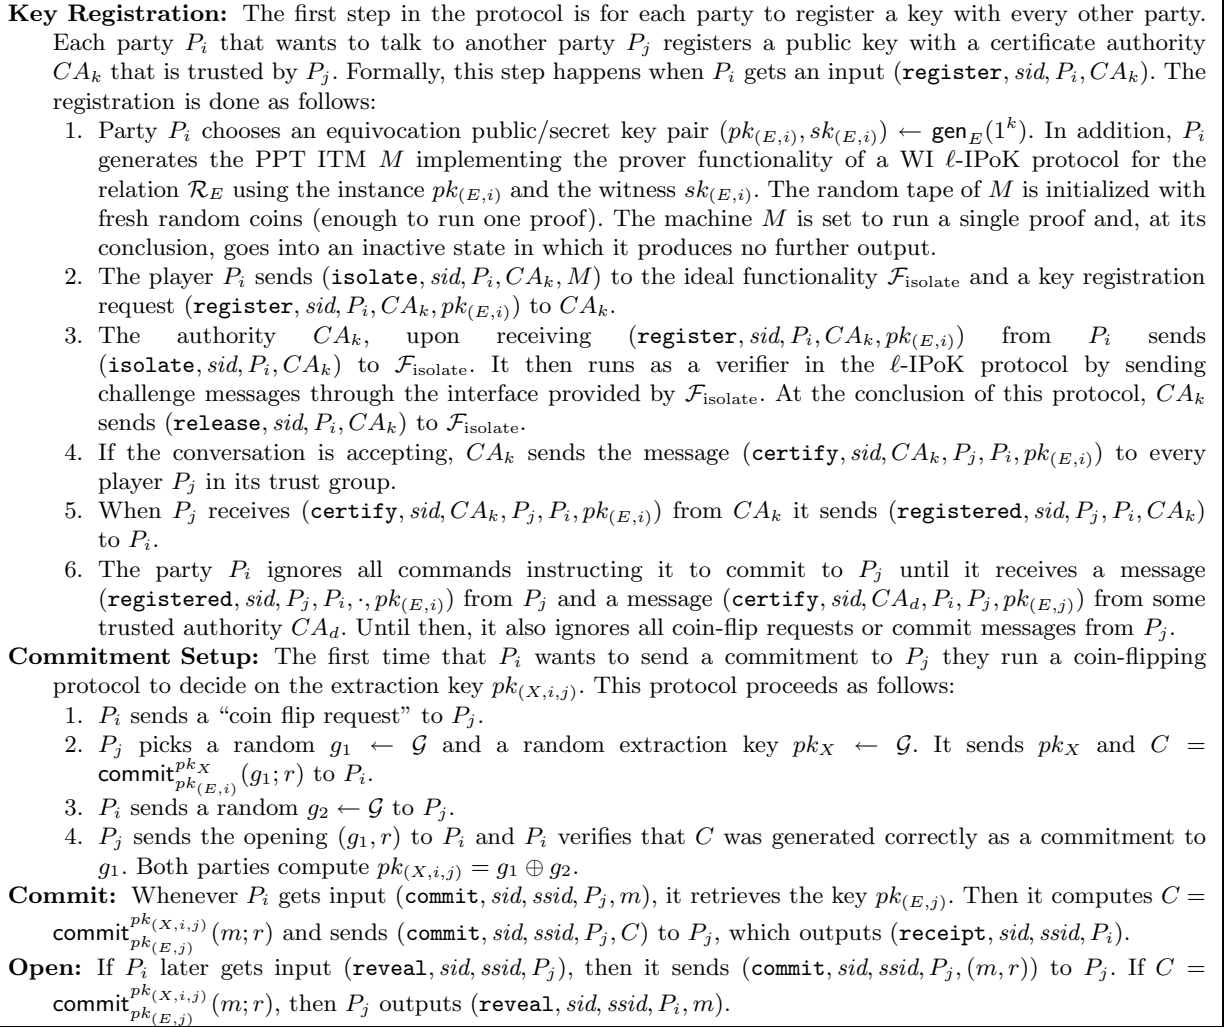 Key Registration: The first step in the protocol is for each party to register a key with every other party.
Each party P_i that wants to talk to another party P_j registers a public key with a certificate authority
CA_k that is trusted by P_j. Formally, this step happens when P_i gets an input (register, sid, P_i, CA_k). The
registration is done as follows:
1. Party P_i chooses an equivocation public/secret key pair (pk_(E,i), sk_(E,i)) ← gen_E(1^k). In addition, P_i
generates the PPT ITM M implementing the prover functionality of a WI ℓ-IPoK protocol for the
relation R_E using the instance pk_(E,i) and the witness sk_(E,i). The random tape of M is initialized with
fresh random coins (enough to run one proof). The machine M is set to run a single proof and, at its
conclusion, goes into an inactive state in which it produces no further output.
2. The player P_i sends (isolate, sid, P_i, CA_k, M) to the ideal functionality F_isolate and a key registration
request (register, sid, P_i, CA_k, pk_(E,i)) to CA_k.
3. The authority CA_k, upon receiving (register, sid, P_i, CA_k, pk_(E,i)) from P_i sends
(isolate, sid, P_i, CA_k) to F_isolate. It then runs as a verifier in the ℓ-IPoK protocol by sending
challenge messages through the interface provided by F_isolate. At the conclusion of this protocol, CA_k
sends (release, sid, P_i, CA_k) to F_isolate.
4. If the conversation is accepting, CA_k sends the message (certify, sid, CA_k, P_j, P_i, pk_(E,i)) to every
player P_j in its trust group.
5. When P_j receives (certify, sid, CA_k, P_j, P_i, pk_(E,i)) from CA_k it sends (registered, sid, P_j, P_i, CA_k)
to P_i.
6. The party P_i ignores all commands instructing it to commit to P_j until it receives a message
(registered, sid, P_j, P_i, ·, pk_(E,i)) from P_j and a message (certify, sid, CA_d, P_i, P_j, pk_(E,j)) from some
trusted authority CA_d. Until then, it also ignores all coin-flip requests or commit messages from P_j.
Commitment Setup: The first time that P_i wants to send a commitment to P_j they run a coin-flipping
protocol to decide on the extraction key pk_(X,i,j). This protocol proceeds as follows:
1. P_i sends a “coin flip request” to P_j.
2. P_j picks a random g_1 ← G and a random extraction key pk_X ← G. It sends pk_X and C =
commit^{pk_X}_{pk_(E,i)}(g_1; r) to P_i.
3. P_i sends a random g_2 ← G to P_j.
4. P_j sends the opening (g_1, r) to P_i and P_i verifies that C was generated correctly as a commitment to
g_1. Both parties compute pk_(X,i,j) = g_1 ⊕ g_2.
Commit: Whenever P_i gets input (commit, sid, ssid, P_j, m), it retrieves the key pk_(E,j). Then it computes C =
commit^{pk_(X,i,j)}_{pk_(E,j)}(m; r) and sends (commit, sid, ssid, P_j, C) to P_j, which outputs (receipt, sid, ssid, P_i).
Open: If P_i later gets input (reveal, sid, ssid, P_j), then it sends (commit, sid, ssid, P_j, (m, r)) to P_j. If C =
commit^{pk_(X,i,j)}_{pk_(E,j)}(m; r), then P_j outputs (reveal, sid, ssid, P_i, m).